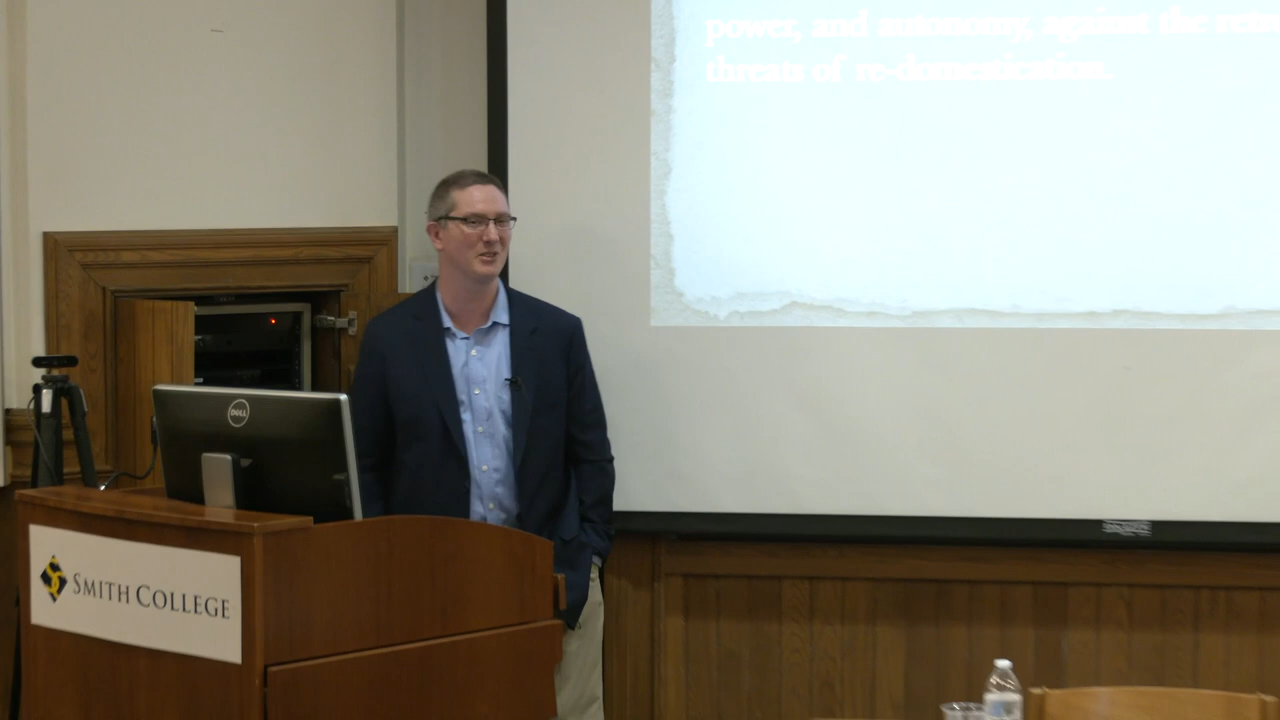 power, and autonomy, against the
threats of re-domestication.
DELL
SMITH COLLEGE